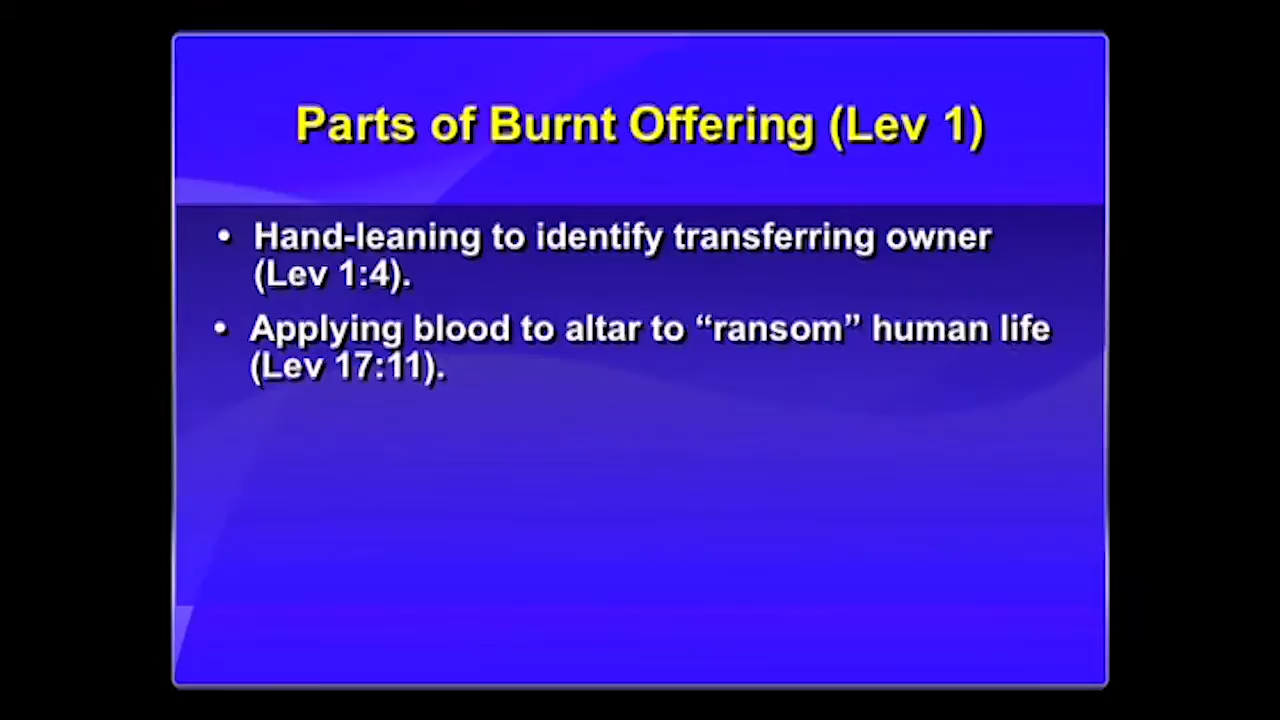 Parts of Burnt Offering (Lev 1)
• Hand-leaning to identify transferring owner
(Lev 1:4).
• Applying blood to altar to “ransom” human life
(Lev 17:11).